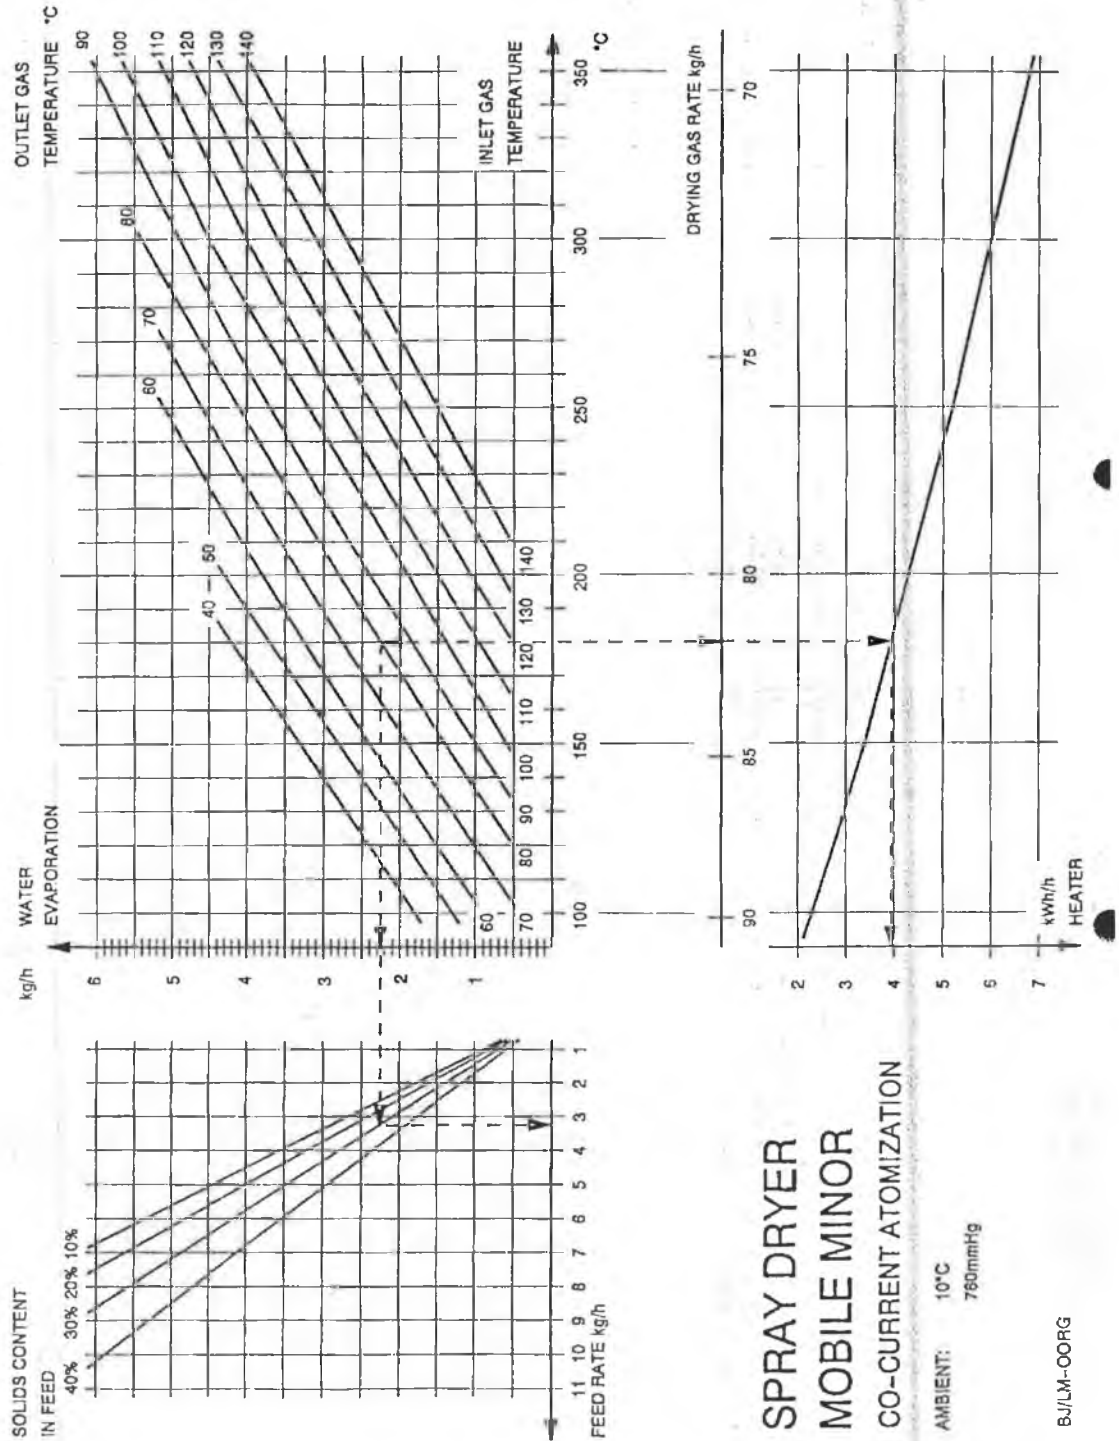 SOLIDS CONTENT
IN FEED
40% 30% 20% 10%
11 10 9 8 7 6 5 4 3 2 1
FEED RATE kg/h
kg/h
WATER
EVAPORATION
6
5
4
3
2
1
OUTLET GAS
TEMPERATURE °C
40
50
60
70
80
90
100
110
120
130
140
60
70 80 90 100 110 120 130 140
INLET GAS
TEMPERATURE
100 150 200 250 300 350 °C
DRYING GAS RATE kg/h
90 85 80 75 70
2
3
4
5
6
7
kWh/h
HEATER
SPRAY DRYER
MOBILE MINOR
CO-CURRENT ATOMIZATION
AMBIENT: 10°C
760mmHg
BJ/LM-OORG